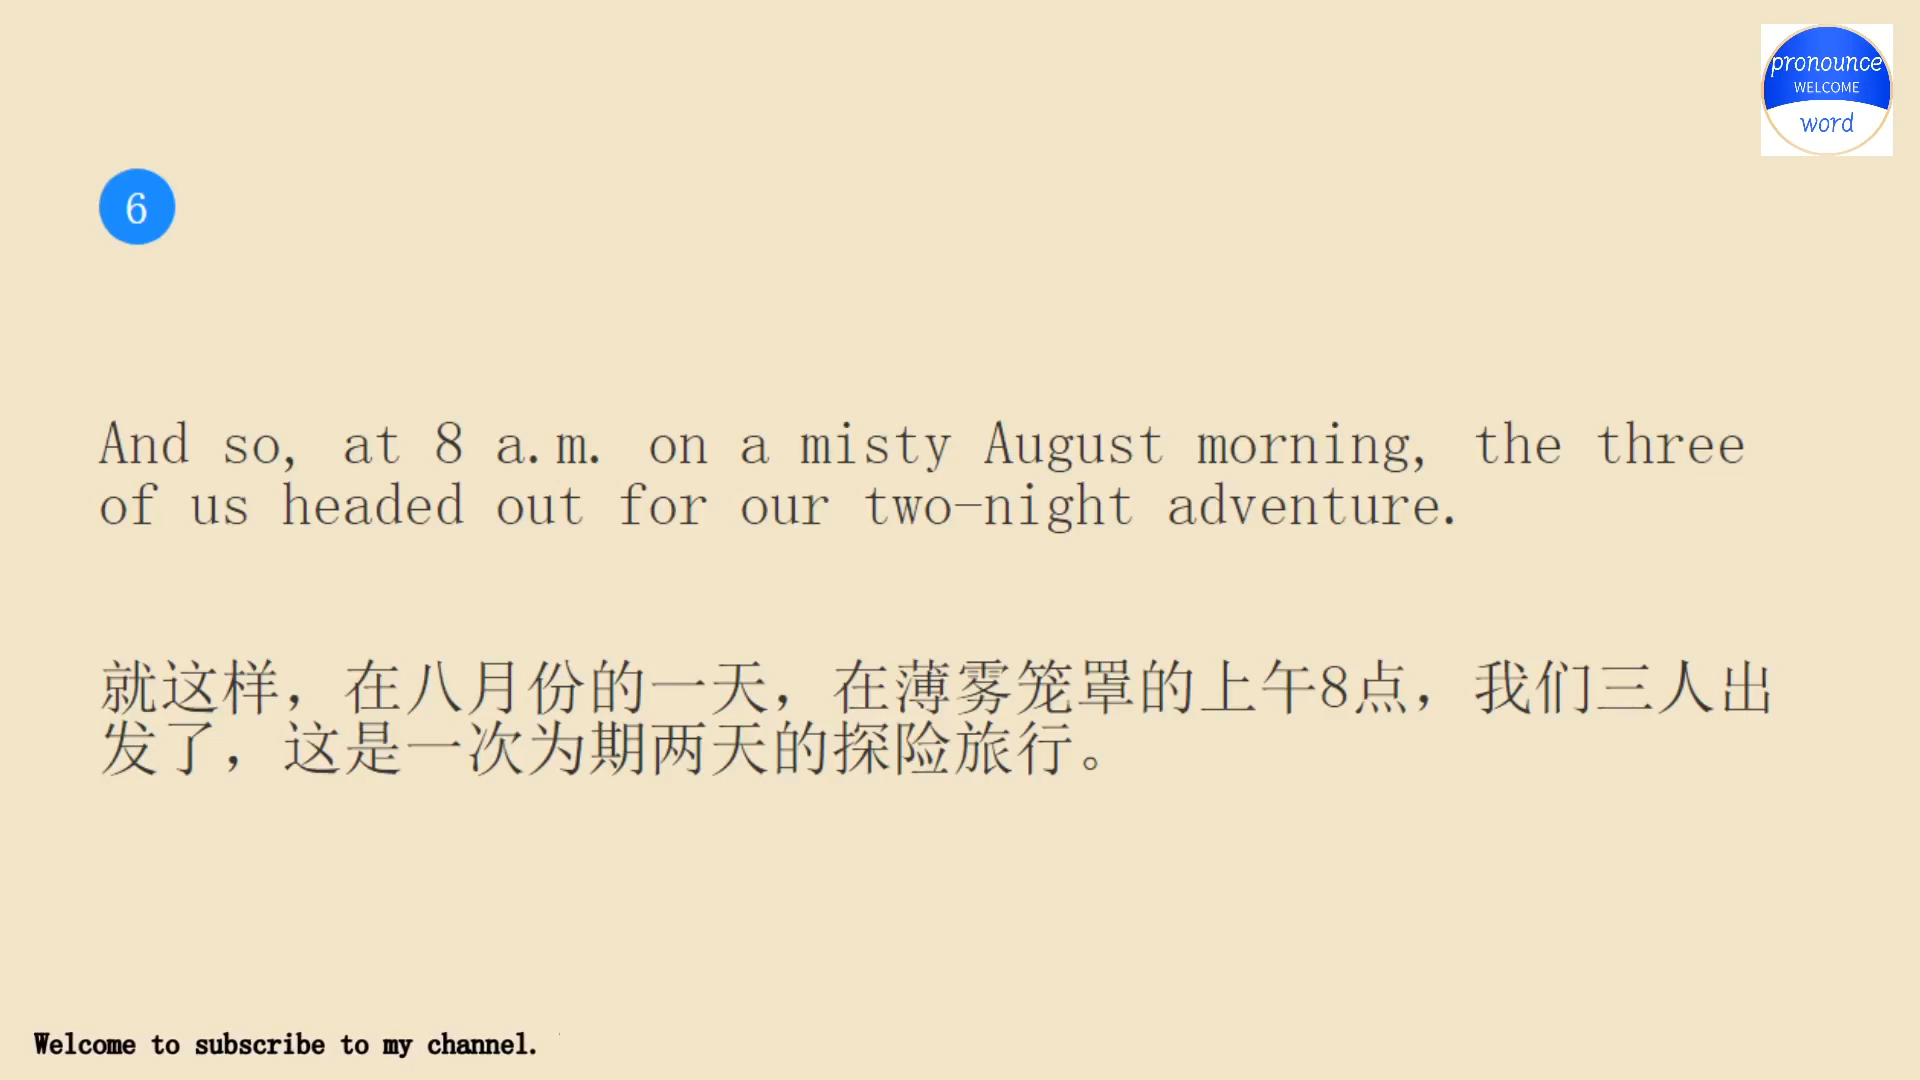 pronounce
WELCOME
word
6
And so, at 8 a.m. on a misty August morning, the three
of us headed out for our two-night adventure.
就这样，在八月份的一天，在薄雾笼罩的上午8点，我们三人出
发了，这是一次为期两天的探险旅行。
Welcome to subscribe to my channel.